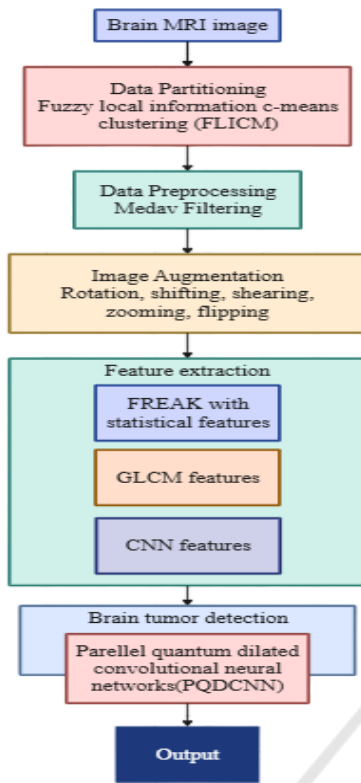 Brain MRI image
Data Partitioning
Fuzzy local information c-means
clustering (FLICM)
Data Preprocessing
Medav Filtering
Image Augmentation
Rotation, shifting, shearing,
zooming, flipping
Feature extraction
FREAK with
statistical features
GLCM features
CNN features
Brain tumor detection
Parellel quantum dilated
convolutional neural
networks(PQDCNN)
Output